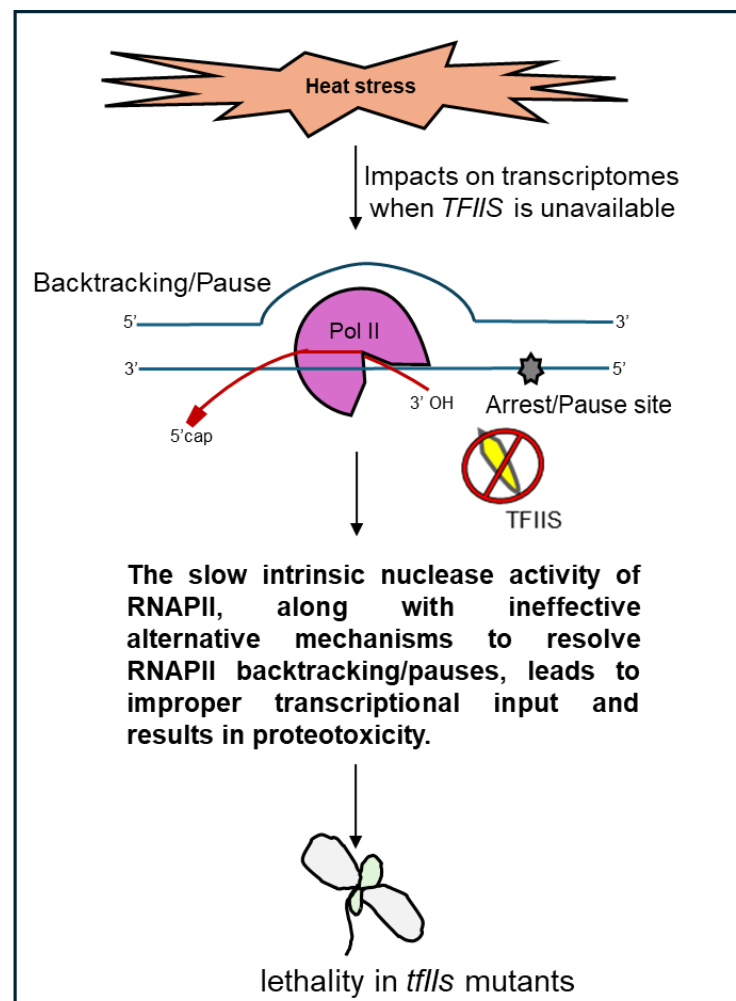 Heat stress
Impacts on transcriptomes
when TFIIS is unavailable
Backtracking/Pause
5’
3’
Pol II
3’
5’
3’ OH
Arrest/Pause site
5’cap
TFIIS
The slow intrinsic nuclease activity of
RNAPII, along with ineffective
alternative mechanisms to resolve
RNAPII backtracking/pauses, leads to
improper transcriptional input and
results in proteotoxicity.
lethality in tfIIs mutants